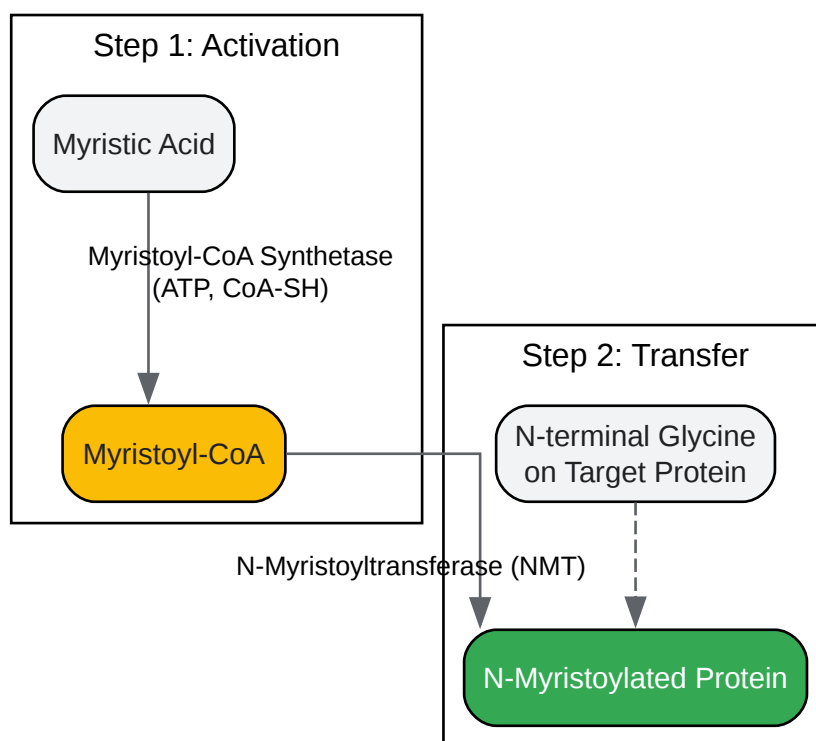 Step 1: Activation
Myristic Acid
Myristoyl-CoA Synthetase
(ATP, CoA-SH)
Myristoyl-CoA
Step 2: Transfer
N-terminal Glycine
on Target Protein
N-Myristoyltransferase (NMT)
N-Myristoylated Protein